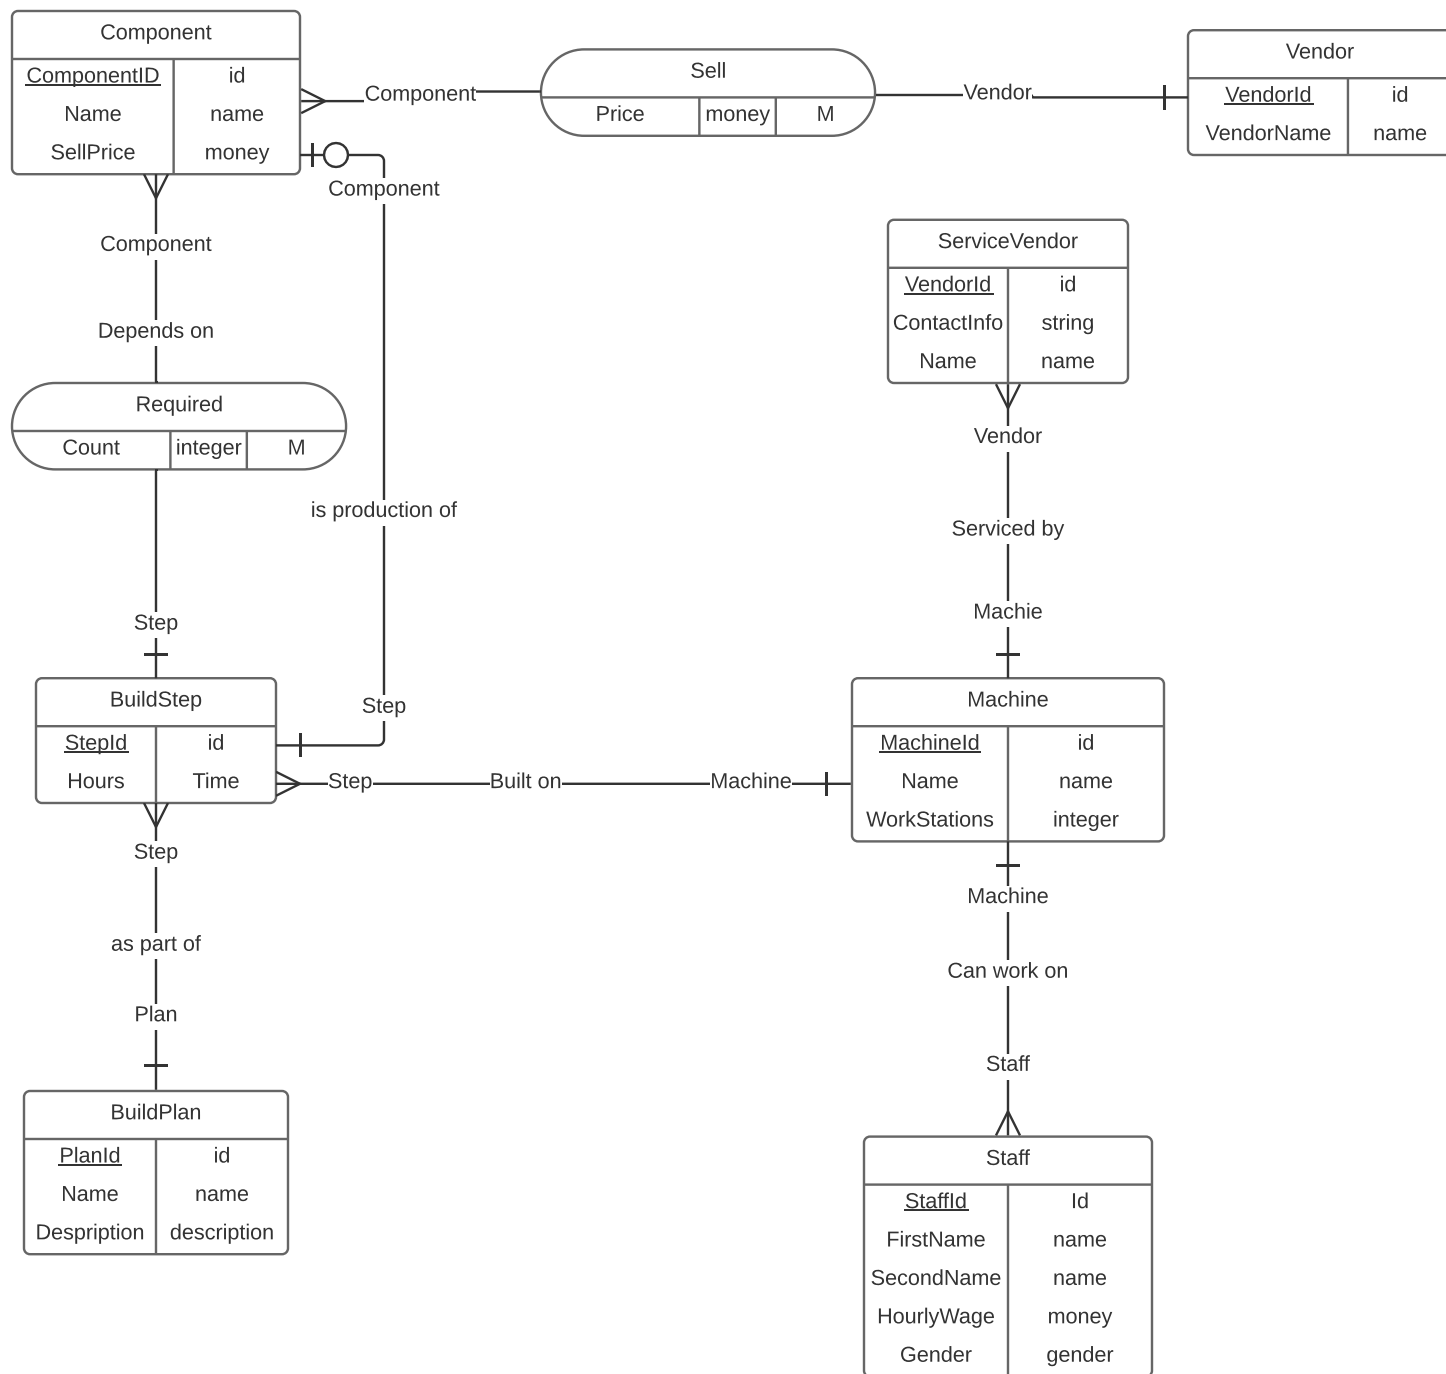 Component
ComponentID id
Name name
SellPrice money
Component
Sell
Price money M
Vendor
Vendor
VendorId id
VendorName name
Component
Component
Depends on
Required
Count integer M
is production of
Step
Step
ServiceVendor
VendorId id
ContactInfo string
Name name
Vendor
Serviced by
Machie
BuildStep
StepId id
Hours Time
Step Built on Machine
Machine
MachineId id
Name name
WorkStations integer
Step
as part of
Plan
Machine
Can work on
Staff
BuildPlan
PlanId id
Name name
Despription description
Staff
StaffId Id
FirstName name
SecondName name
HourlyWage money
Gender gender